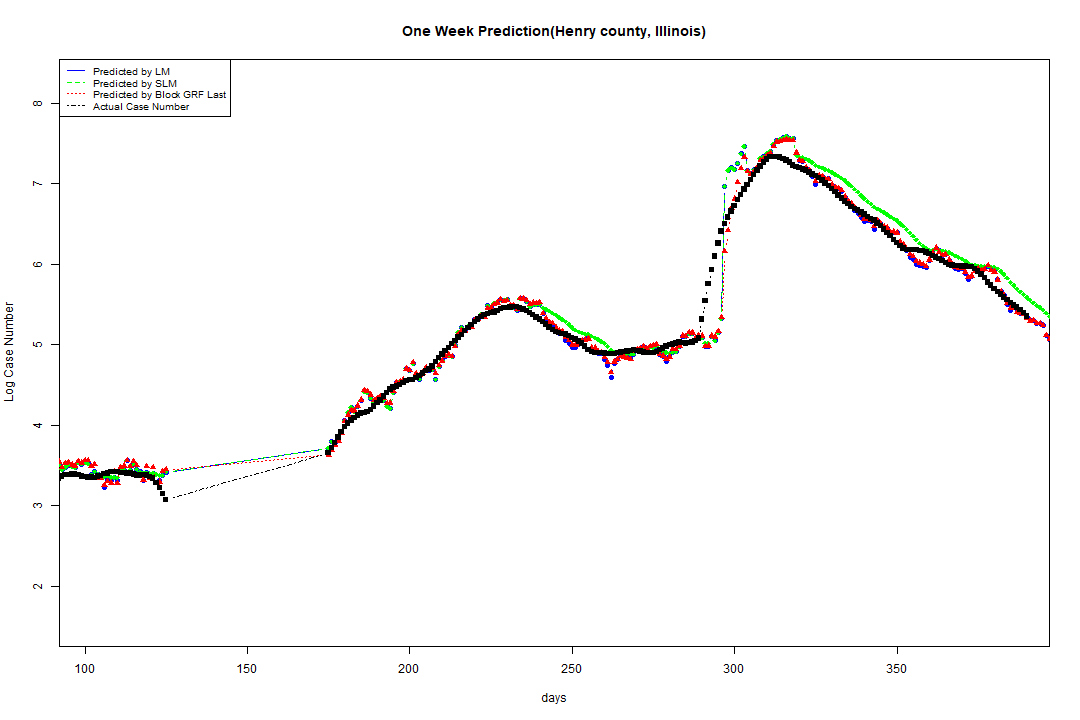 One Week Prediction(Henry county, Illinois)
Predicted by LM
Predicted by SLM
Predicted by Block GRF Last
Actual Case Number
8
7
6
5
4
3
2
Log Case Number
100 150 200 250 300 350
days